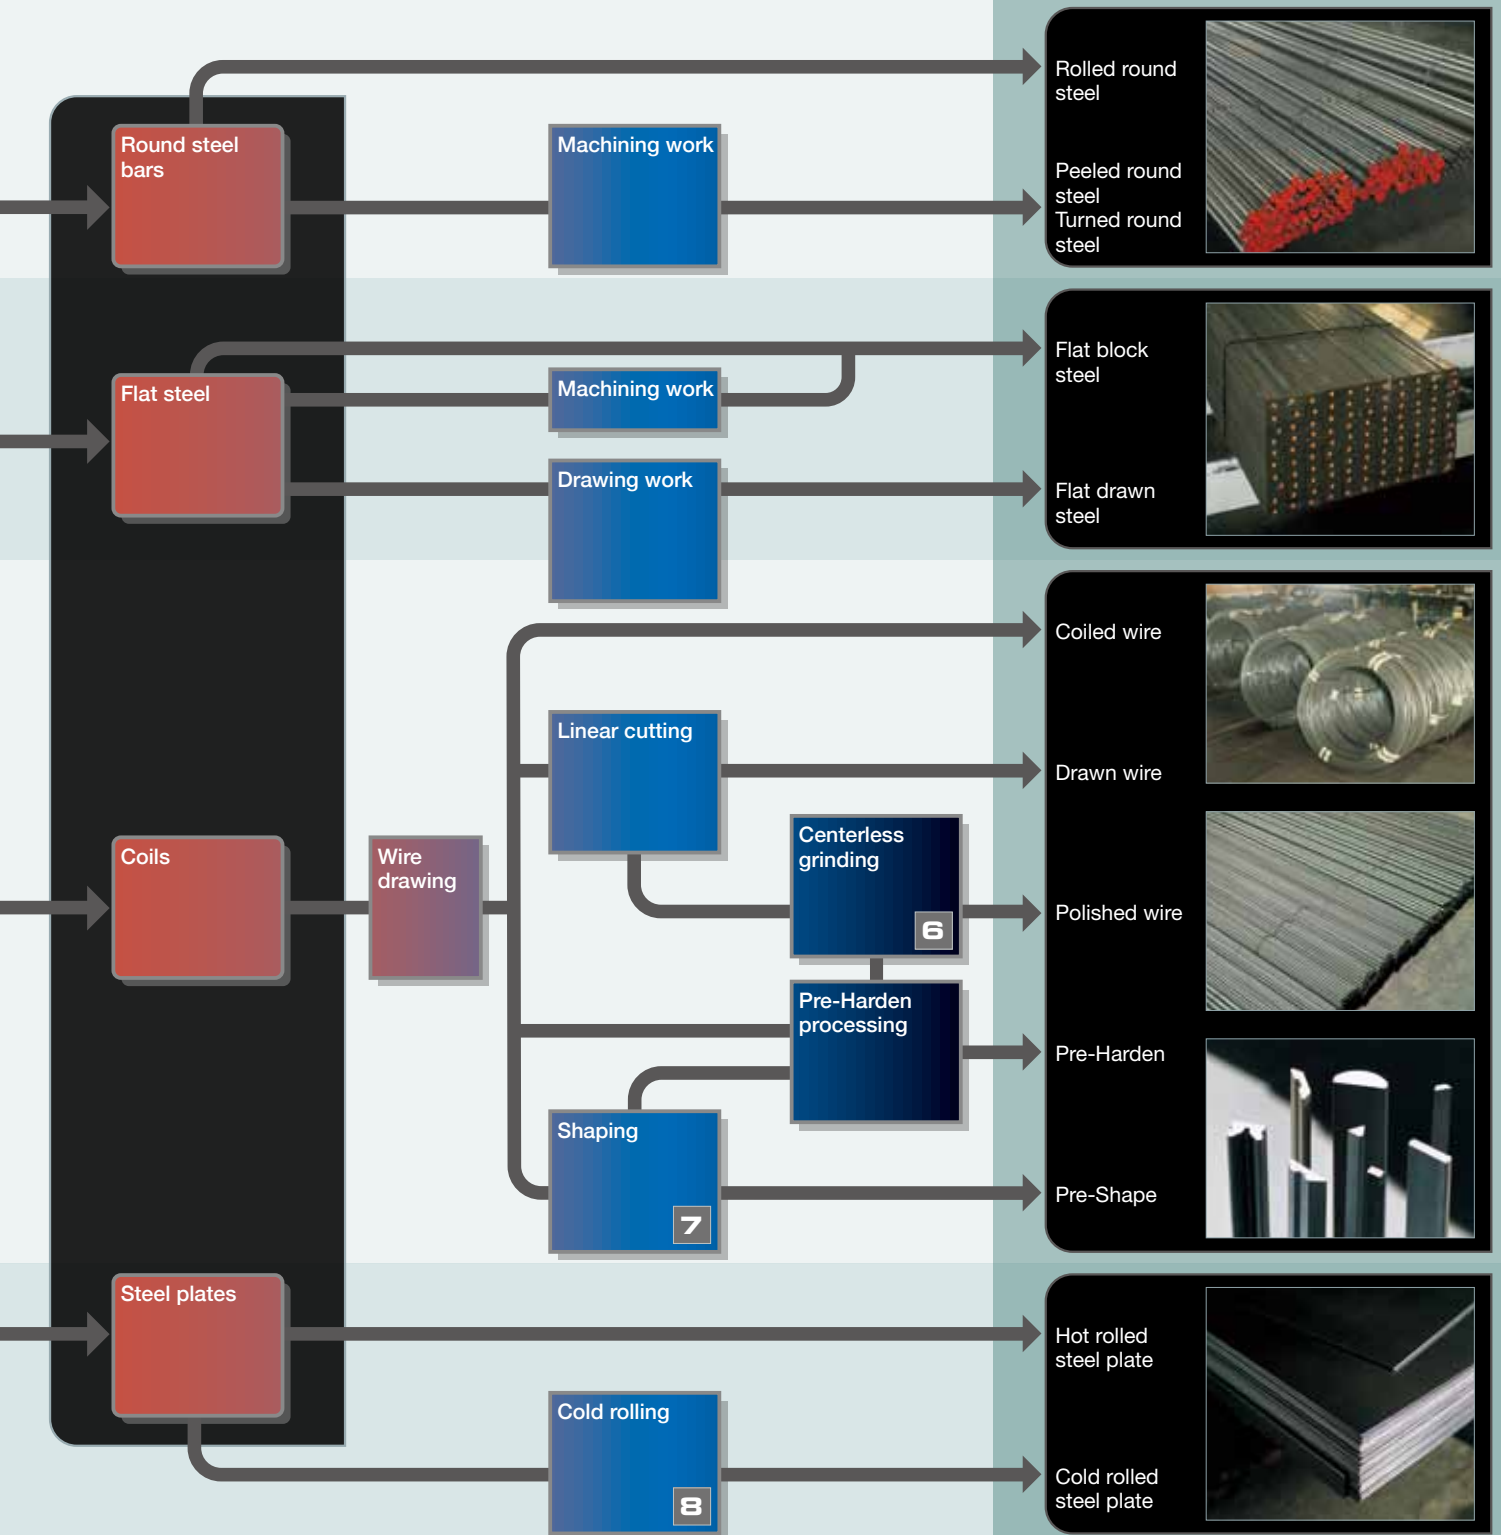 Rolled round
steel
Round steel
bars
Machining work
Peeled round
steel
Turned round
steel
Flat block
steel
Flat steel
Machining work
Drawing work
Flat drawn
steel
Coiled wire
Linear cutting
Drawn wire
Coils
Wire
drawing
Centerless
grinding
6
Polished wire
Pre-Harden
processing
Pre-Harden
Shaping
7
Pre-Shape
Steel plates
Hot rolled
steel plate
Cold rolling
8
Cold rolled
steel plate